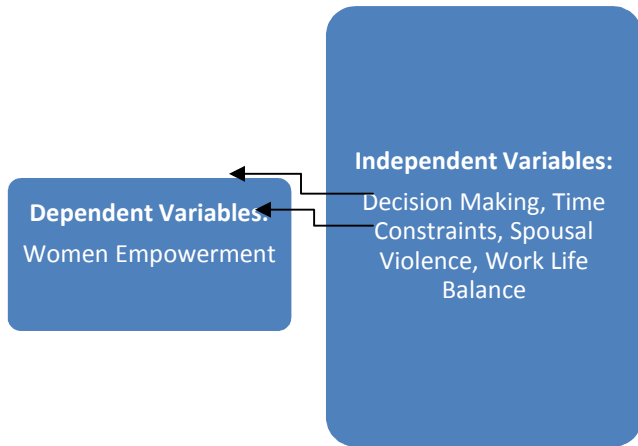 Dependent Variables:
Women Empowerment
Independent Variables:
Decision Making, Time
Constraints, Spousal
Violence, Work Life
Balance